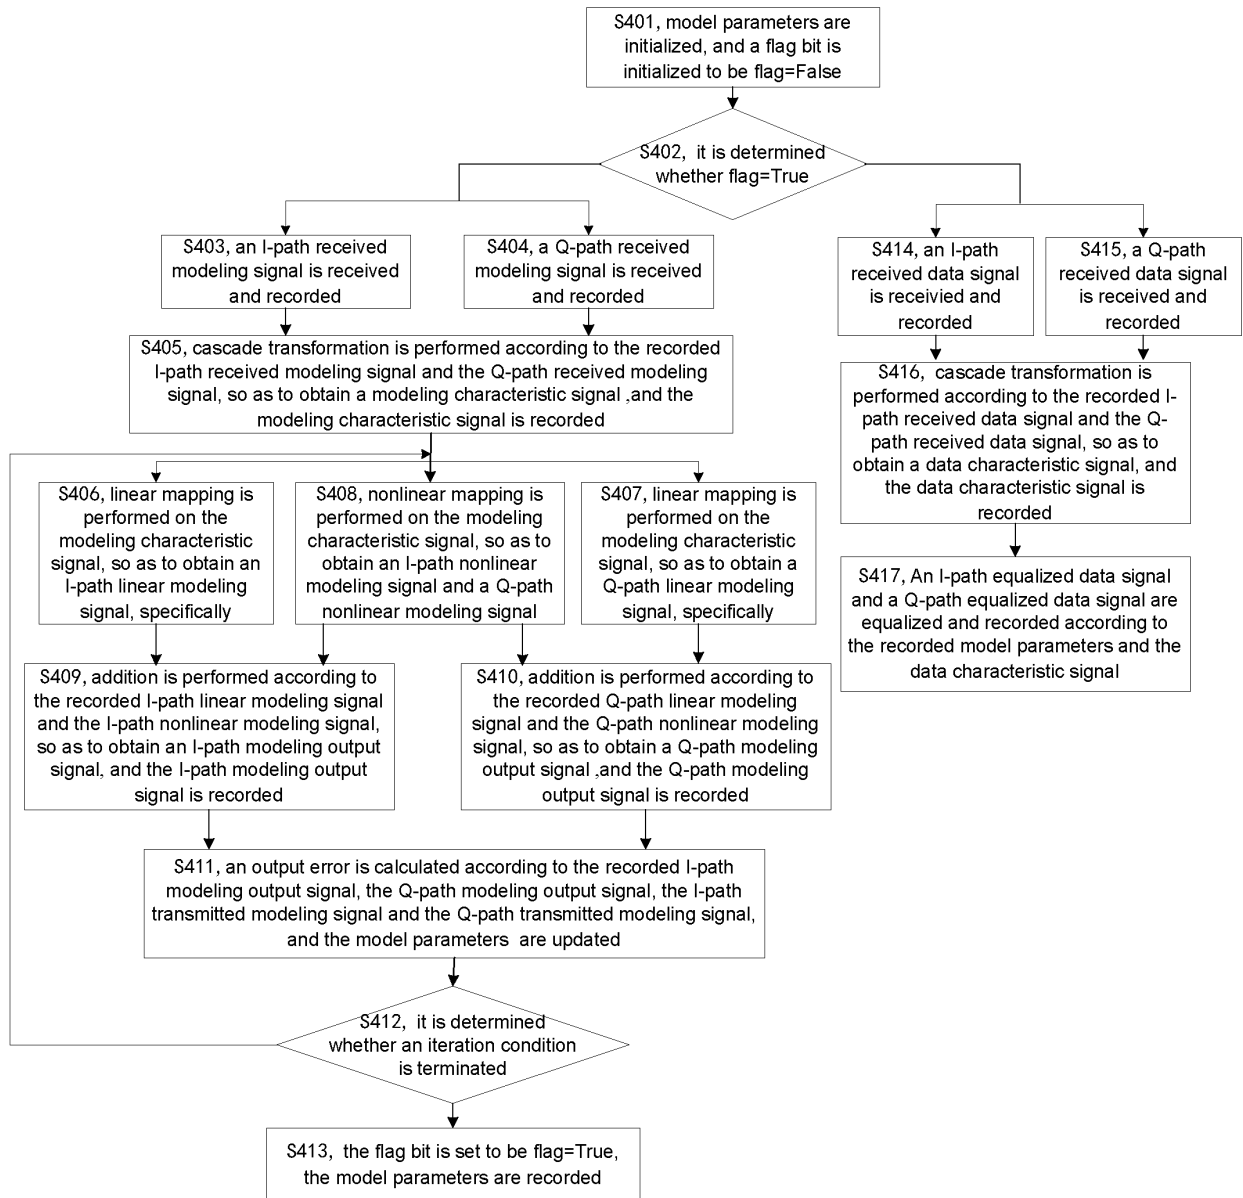 S401, model parameters are
initialized, and a flag bit is
initialized to be flag=False
S402, it is determined
whether flag=True
S403, an I-path received
modeling signal is received
and recorded
S404, a Q-path received
modeling signal is received
and recorded
S414, an I-path
received data signal
is receivied and
recorded
S415, a Q-path
received data signal
is received and
recorded
S405, cascade transformation is performed according to the recorded
I-path received modeling signal and the Q-path received modeling
signal, so as to obtain a modeling characteristic signal ,and the
modeling characteristic signal is recorded
S416, cascade transformation is
performed according to the recorded I-
path received data signal and the Q-
path received data signal, so as to
obtain a data characteristic signal, and
the data characteristic signal is
recorded
S406, linear mapping is
performed on the
modeling characteristic
signal, so as to obtain an
I-path linear modeling
signal, specifically
S408, nonlinear mapping is
performed on the modeling
characteristic signal, so as to
obtain an I-path nonlinear
modeling signal and a Q-path
nonlinear modeling signal
S407, linear mapping is
performed on the
modeling characteristic
signal, so as to obtain a
Q-path linear modeling
signal, specifically
S417, An I-path equalized data signal
and a Q-path equalized data signal are
equalized and recorded according to
the recorded model parameters and the
data characteristic signal
S409, addition is performed according to
the recorded I-path linear modeling signal
and the I-path nonlinear modeling signal,
so as to obtain an I-path modeling output
signal, and the I-path modeling output
signal is recorded
S410, addition is performed according to
the recorded Q-path linear modeling
signal and the Q-path nonlinear modeling
signal, so as to obtain a Q-path modeling
output signal ,and the Q-path modeling
output signal is recorded
S411, an output error is calculated according to the recorded I-path
modeling output signal, the Q-path modeling output signal, the I-path
transmitted modeling signal and the Q-path transmitted modeling signal,
and the model parameters are updated
S412, it is determined
whether an iteration condition
is terminated
S413, the flag bit is set to be flag=True,
the model parameters are recorded